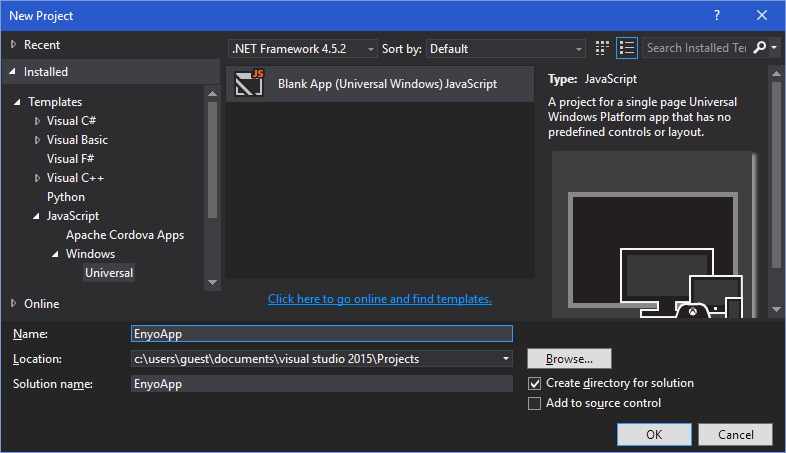 New Project
Recent
Installed
Templates
Visual C#
Visual Basic
Visual F#
Visual C++
Python
JavaScript
Apache Cordova Apps
Windows
Universal
Online
.NET Framework 4.5.2
Sort by:
Default
Search Installed Te
JS
Blank App (Universal Windows) JavaScript
Click here to go online and find templates.
Type: JavaScript
A project for a single page Universal
Windows Platform app that has no
predefined controls or layout.
Name:
EnyoApp
Location:
c:\users\guest\documents\visual studio 2015\Projects
Browse...
Solution name:
EnyoApp
Create directory for solution
Add to source control
OK
Cancel